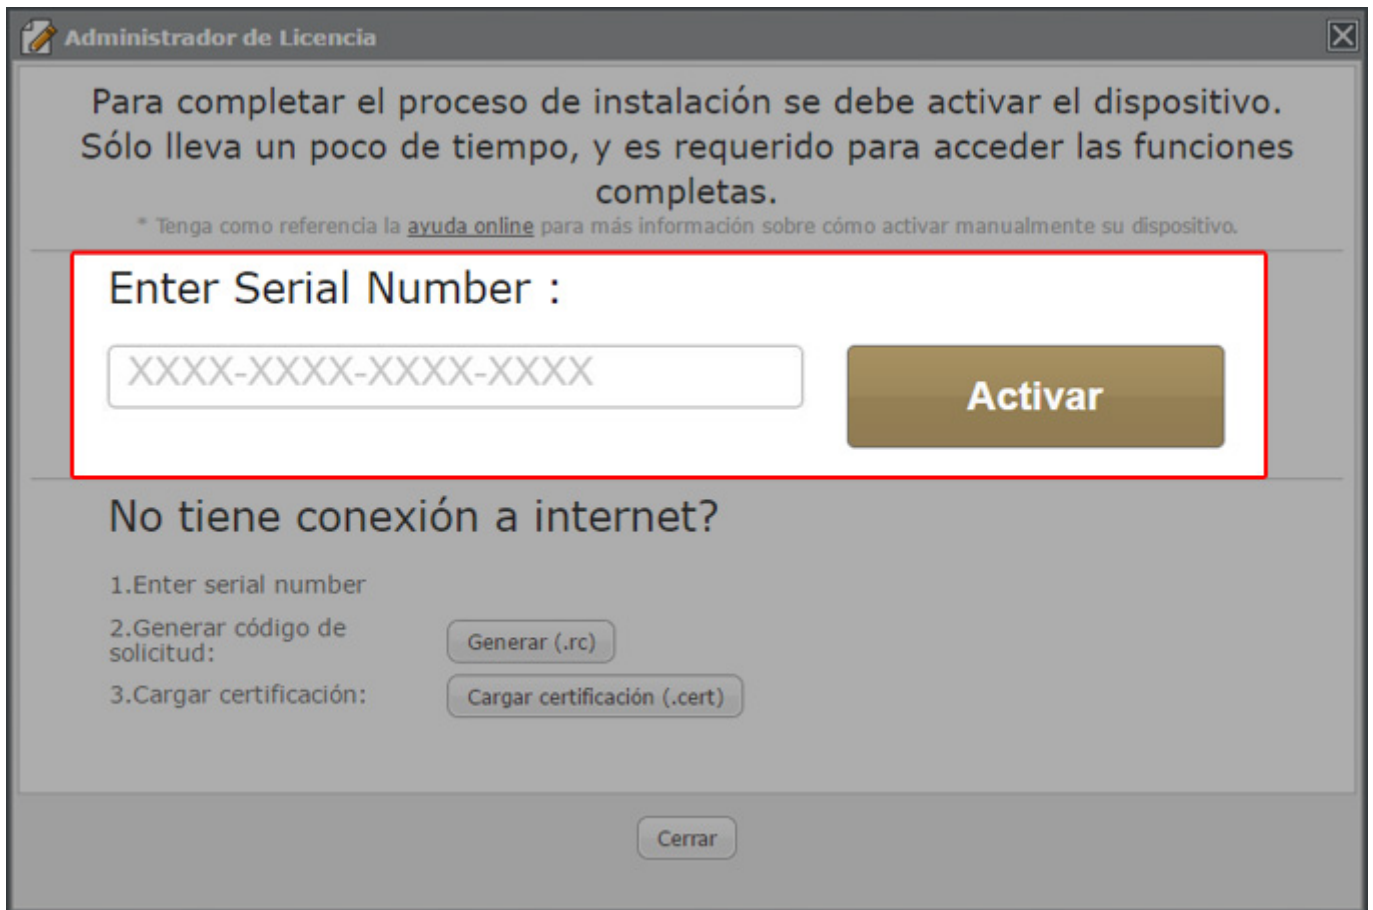 Administrador de Licencia
Para completar el proceso de instalación se debe activar el dispositivo.
Sólo lleva un poco de tiempo, y es requerido para acceder las funciones
completas.
* Tenga como referencia la ayuda online para más información sobre cómo activar manualmente su dispositivo.
Enter Serial Number :
XXXX-XXXX-XXXX-XXXX
Activar
No tiene conexión a internet?
1.Enter serial number
2.Generar código de
solicitud:
Generar (.rc)
3.Cargar certificación:
Cargar certificación (.cert)
Cerrar